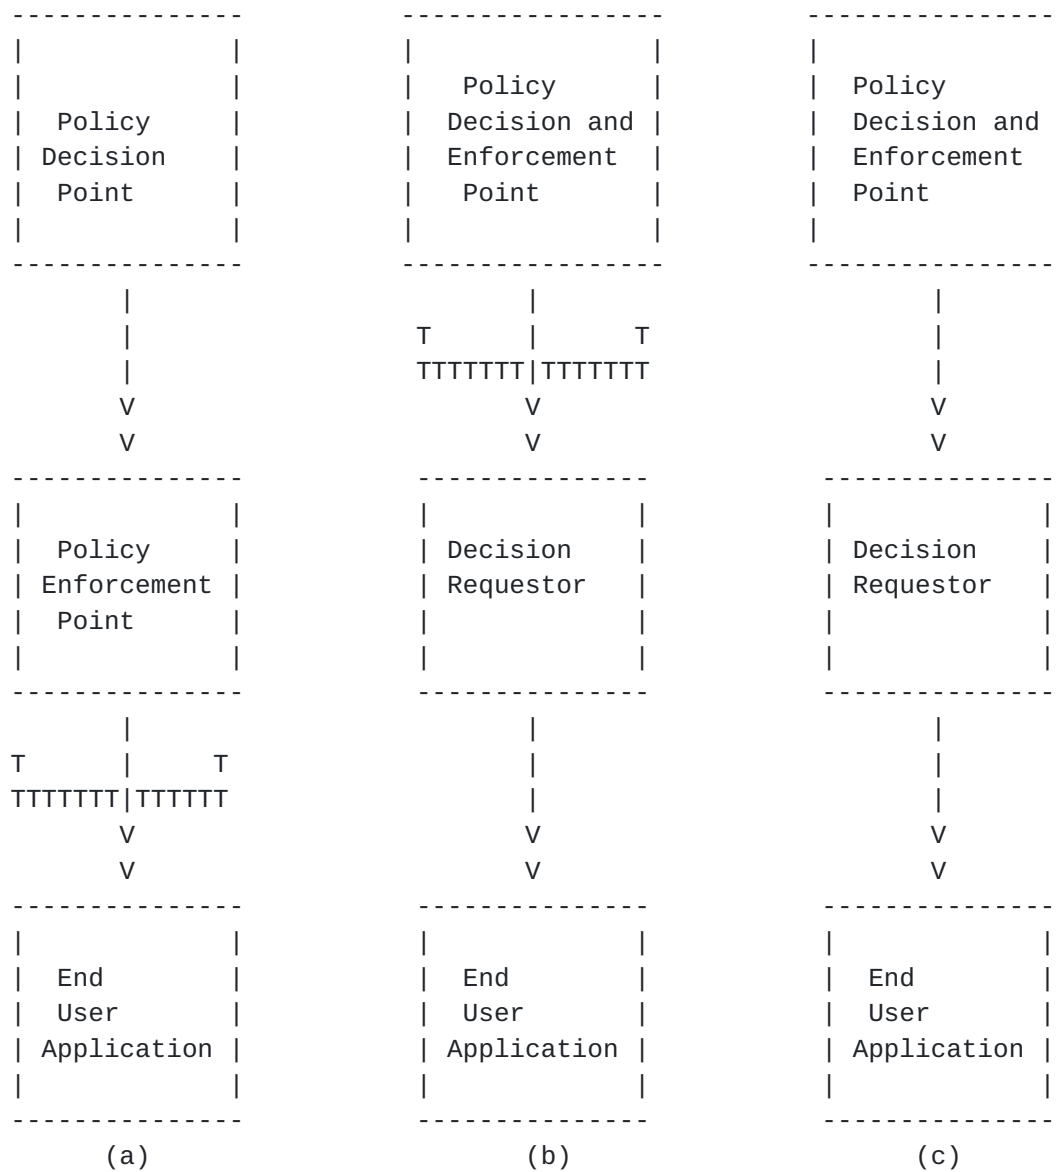 ---------------          -----------------         ----------------
|             |          |               |         |
|             |          |   Policy      |         |  Policy
|  Policy     |          |  Decision and |         |  Decision and
| Decision    |          |  Enforcement  |         |  Enforcement
|  Point      |          |   Point       |         |  Point
|             |          |               |         |
---------------          -----------------         ----------------
       |                         |                         |
       |                  T      |      T                  |
       |                  TTTTTTT|TTTTTTT                  |
       V                         V                         V
       V                         V                         V
---------------           ---------------           ---------------
|             |           |             |           |             |
|  Policy     |           | Decision    |           | Decision    |
| Enforcement |           | Requestor   |           | Requestor   |
|  Point      |           |             |           |             |
|             |           |             |           |             |
---------------           ---------------           ---------------
       |                         |                         |
T      |     T                   |                         |
TTTTTTT|TTTTTT                   |                         |
       V                         V                         V
       V                         V                         V
---------------           ---------------           ---------------
|             |           |             |           |             |
|  End        |           |  End        |           |  End        |
|  User       |           |  User       |           |  User       |
| Application |           | Application |           | Application |
|             |           |             |           |             |
---------------           ---------------           ---------------
      (a)                       (b)                       (c)